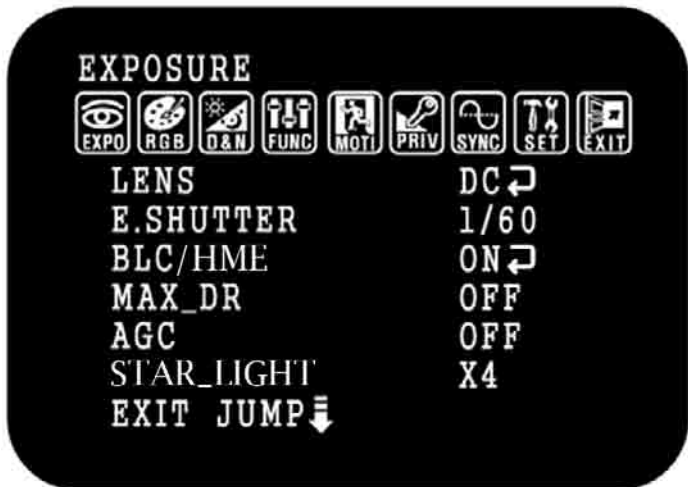 EXPOSURE
EXPO RGB D&N FUNC MOTI PRIV SYNC SET EXIT
LENS DC
E.SHUTTER 1/60
BLC/HME ON
MAX_DR OFF
AGC OFF
STAR_LIGHT X4
EXIT JUMP